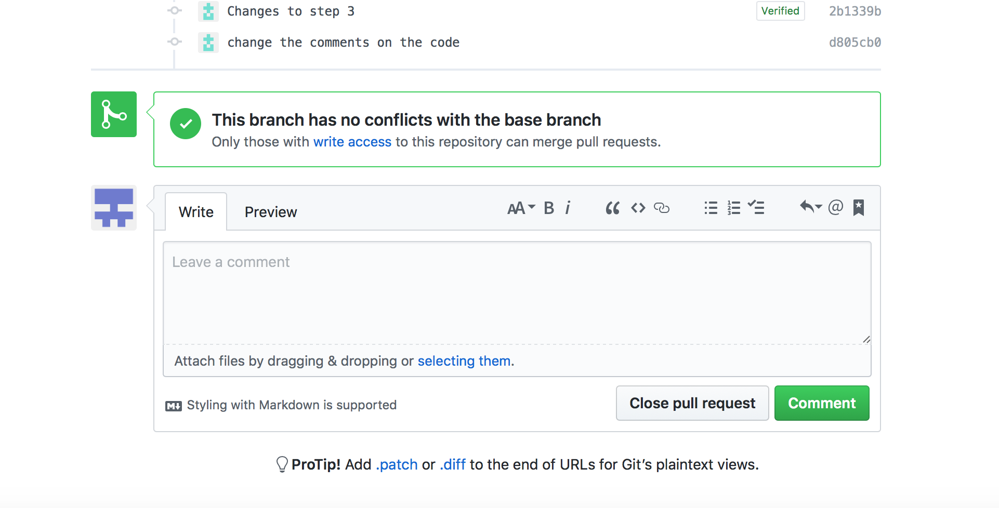 Changes to step 3 Verified 2b1339b
change the comments on the code d805cb0
This branch has no conflicts with the base branch
Only those with write access to this repository can merge pull requests.
Write Preview AA B i
Leave a comment
Attach files by dragging & dropping or selecting them.
Styling with Markdown is supported Close pull request Comment
ProTip! Add .patch or .diff to the end of URLs for Git’s plaintext views.